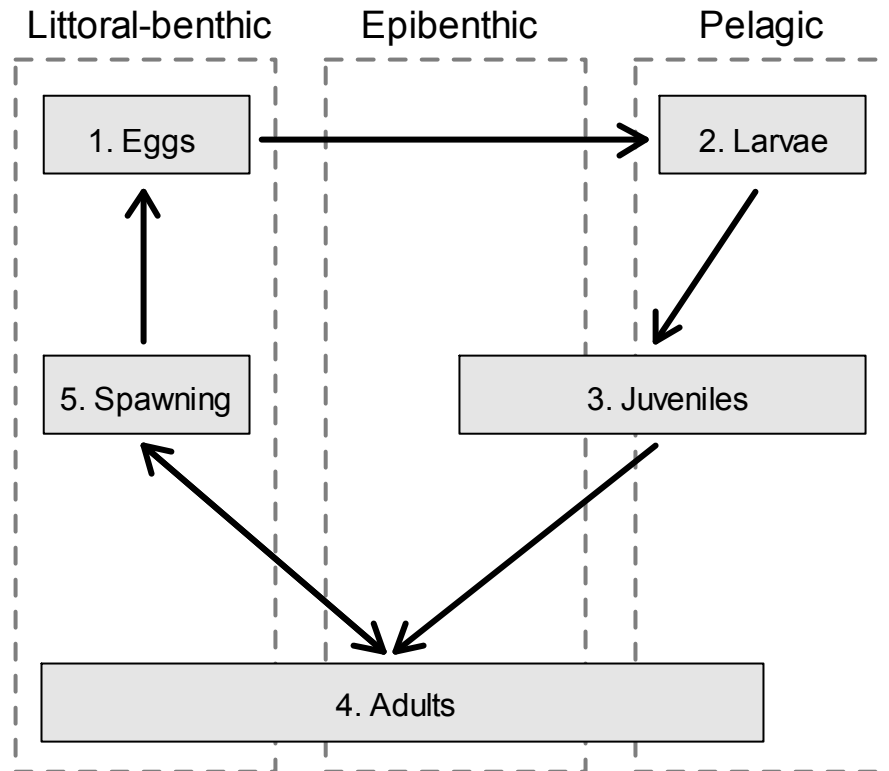 Littoral-benthic Epibenthic Pelagic
1. Eggs 2. Larvae
5. Spawning 3. Juveniles
4. Adults